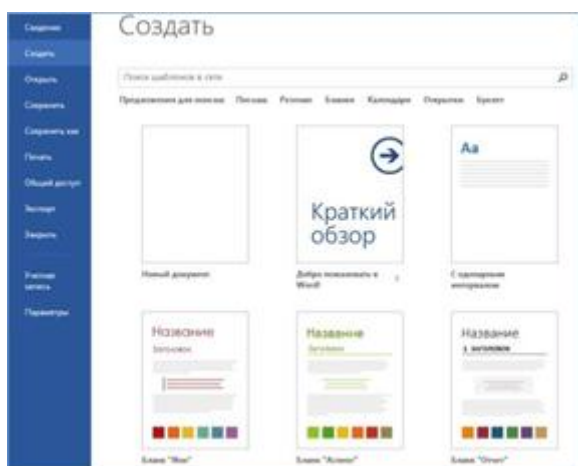 Создать
Сведения
Создать
Открыть
Сохранить
Сохранить как
Печать
Общий доступ
Экспорт
Закрыть
Учетная
запись
Параметры
Поиск шаблонов в сети
Предложения для поиска: Письма Резюме Бланки Календари Открытки Буклет
Краткий
обзор
Aa
Новый документ
Добро пожаловать в
Word!
С одинарным
интервалом
Название
Заголовок
Название
Заголовок
Название
1 ЗАГОЛОВОК
Бланк "Ион"
Бланк "Аспект"
Бланк "Отчет"